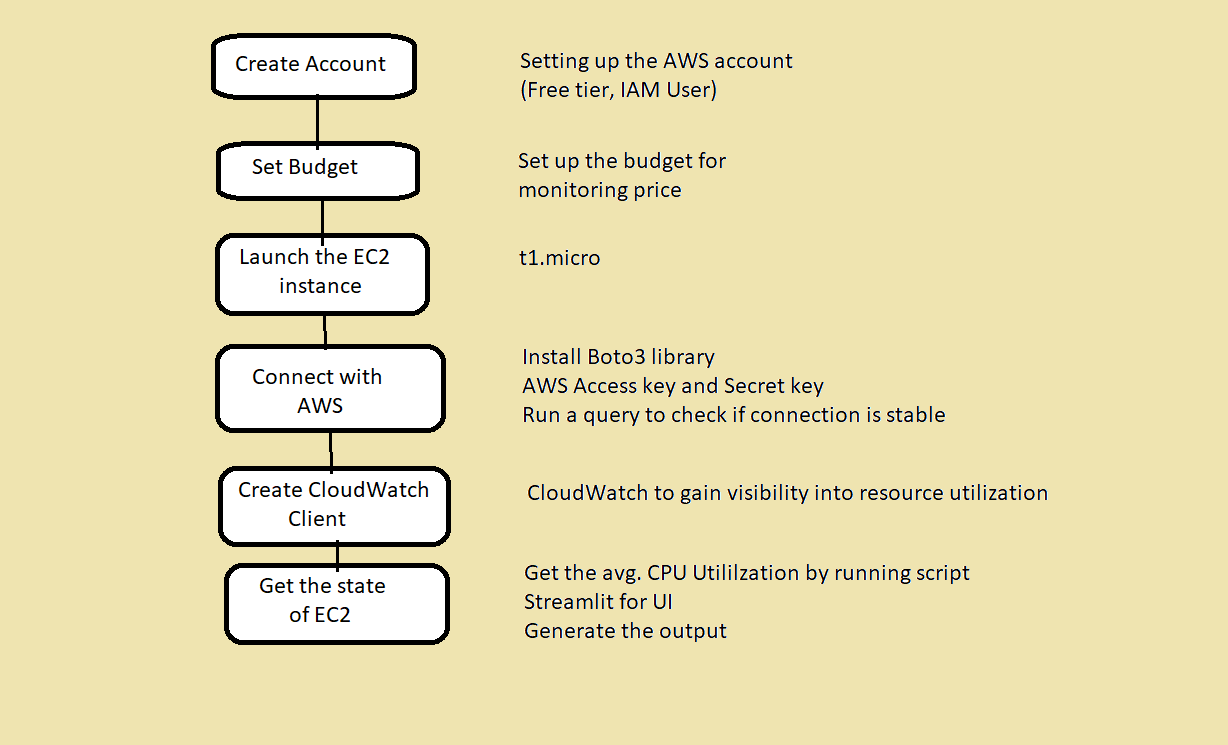 Create Account
Setting up the AWS account
(Free tier, IAM User)
Set Budget
Set up the budget for
monitoring price
Launch the EC2
instance
t1.micro
Connect with
AWS
Install Boto3 library
AWS Access key and Secret key
Run a query to check if connection is stable
Create CloudWatch
Client
CloudWatch to gain visibility into resource utilization
Get the state
of EC2
Get the avg. CPU Utililzation by running script
Streamlit for UI
Generate the output